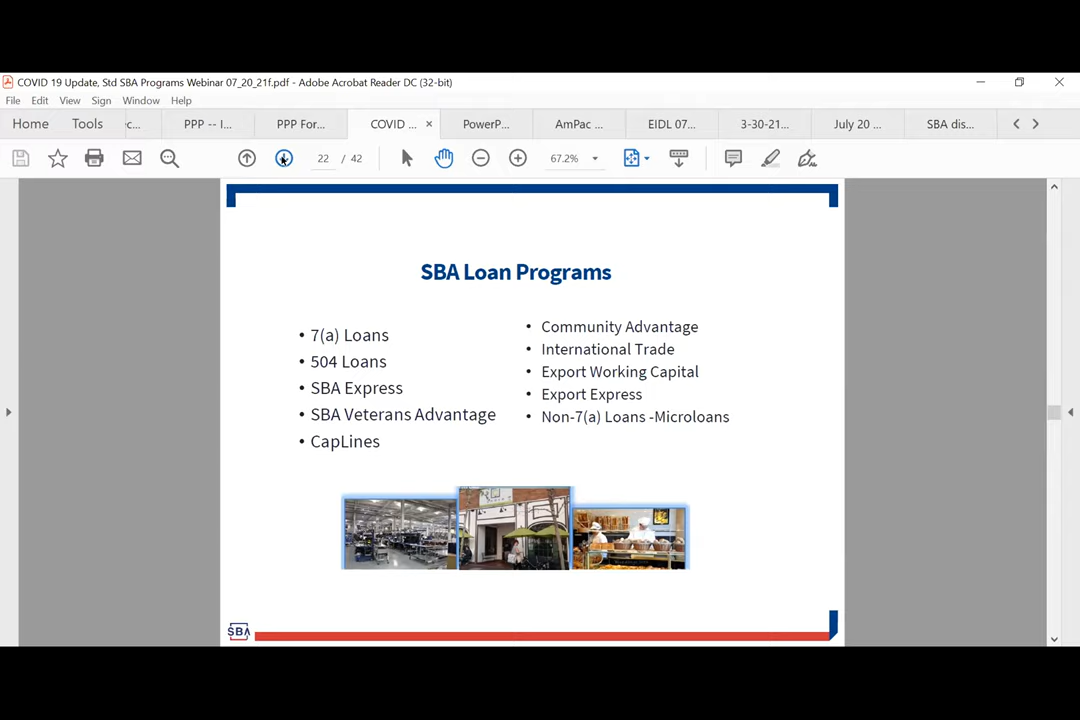 COVID 19 Update, Std SBA Programs Webinar 07_20_21f.pdf - Adobe Acrobat Reader DC (32-bit)
File Edit View Sign Window Help
Home Tools :c... PPP -- I... PPP For... COVID ... × PowerP... AmPac ... EIDL 07... 3-30-21... July 20 ... SBA dis...
22 / 42 67.2%
SBA Loan Programs
• 7(a) Loans
• 504 Loans
• SBA Express
• SBA Veterans Advantage
• CapLines
• Community Advantage
• International Trade
• Export Working Capital
• Export Express
• Non-7(a) Loans -Microloans
SBA